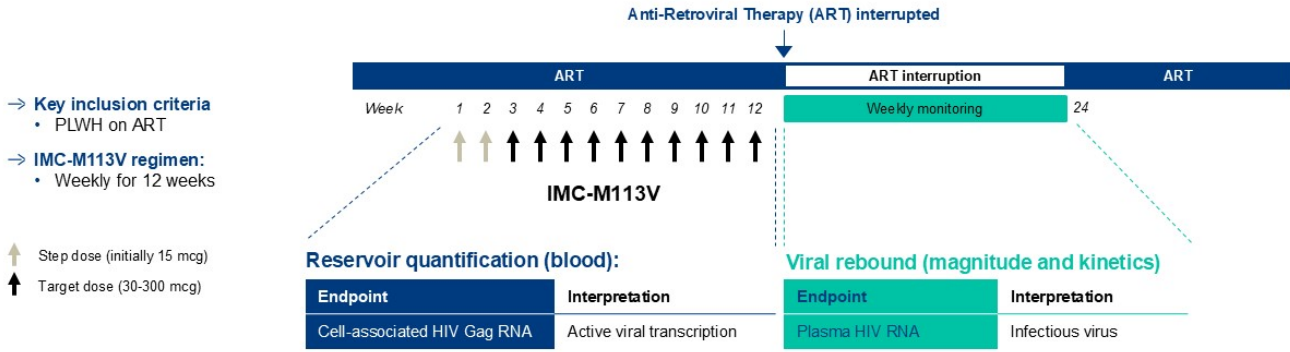 Anti-Retroviral Therapy (ART) interrupted
ART
ART interruption
ART
Week 1 2 3 4 5 6 7 8 9 10 11 12
Weekly monitoring
24
IMC-M113V
→ Key inclusion criteria
• PLWH on ART
→ IMC-M113V regimen:
• Weekly for 12 weeks
Step dose (initially 15 mcg)
Target dose (30-300 mcg)
Reservoir quantification (blood):
Endpoint Interpretation
Cell-associated HIV Gag RNA Active viral transcription
Viral rebound (magnitude and kinetics)
Endpoint Interpretation
Plasma HIV RNA Infectious virus